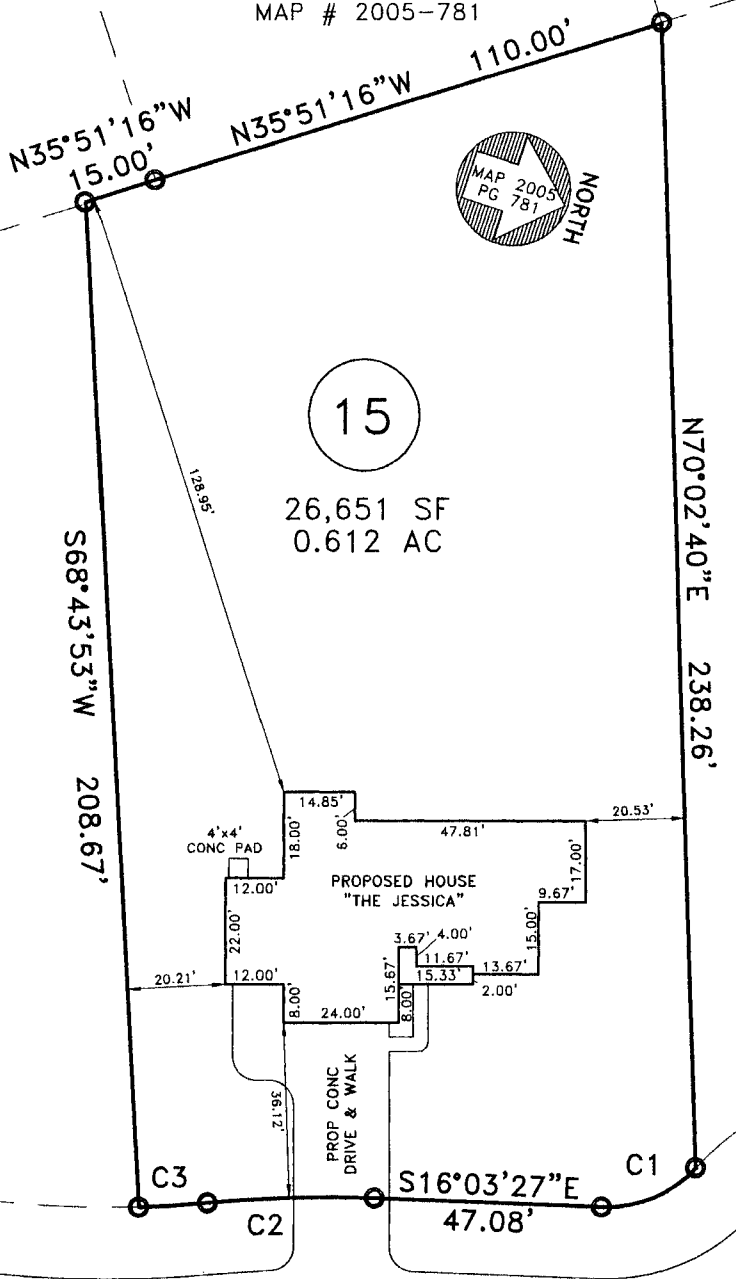 MAP # 2005-781
110.00'
N35°51'16"W
N35°51'16"W
15.00'
MAP 2005
PG 781
NORTH
15
128.95'
26,651 SF
0.612 AC
N70°02'40"E 238.26'
S68°43'53"W 208.67'
14.85'
18.00'
6.00'
47.81'
20.53'
4'x4'
CONC PAD
12.00'
PROPOSED HOUSE
"THE JESSICA"
17.00'
9.67'
22.00'
15.00'
3.67'
4.00'
11.67'
15.33'
13.67'
2.00'
15.67'
20.21'
12.00'
8.00'
24.00'
8.00'
36.12'
PROP CONC
DRIVE & WALK
C3
C2
S16°03'27"E
47.08'
C1